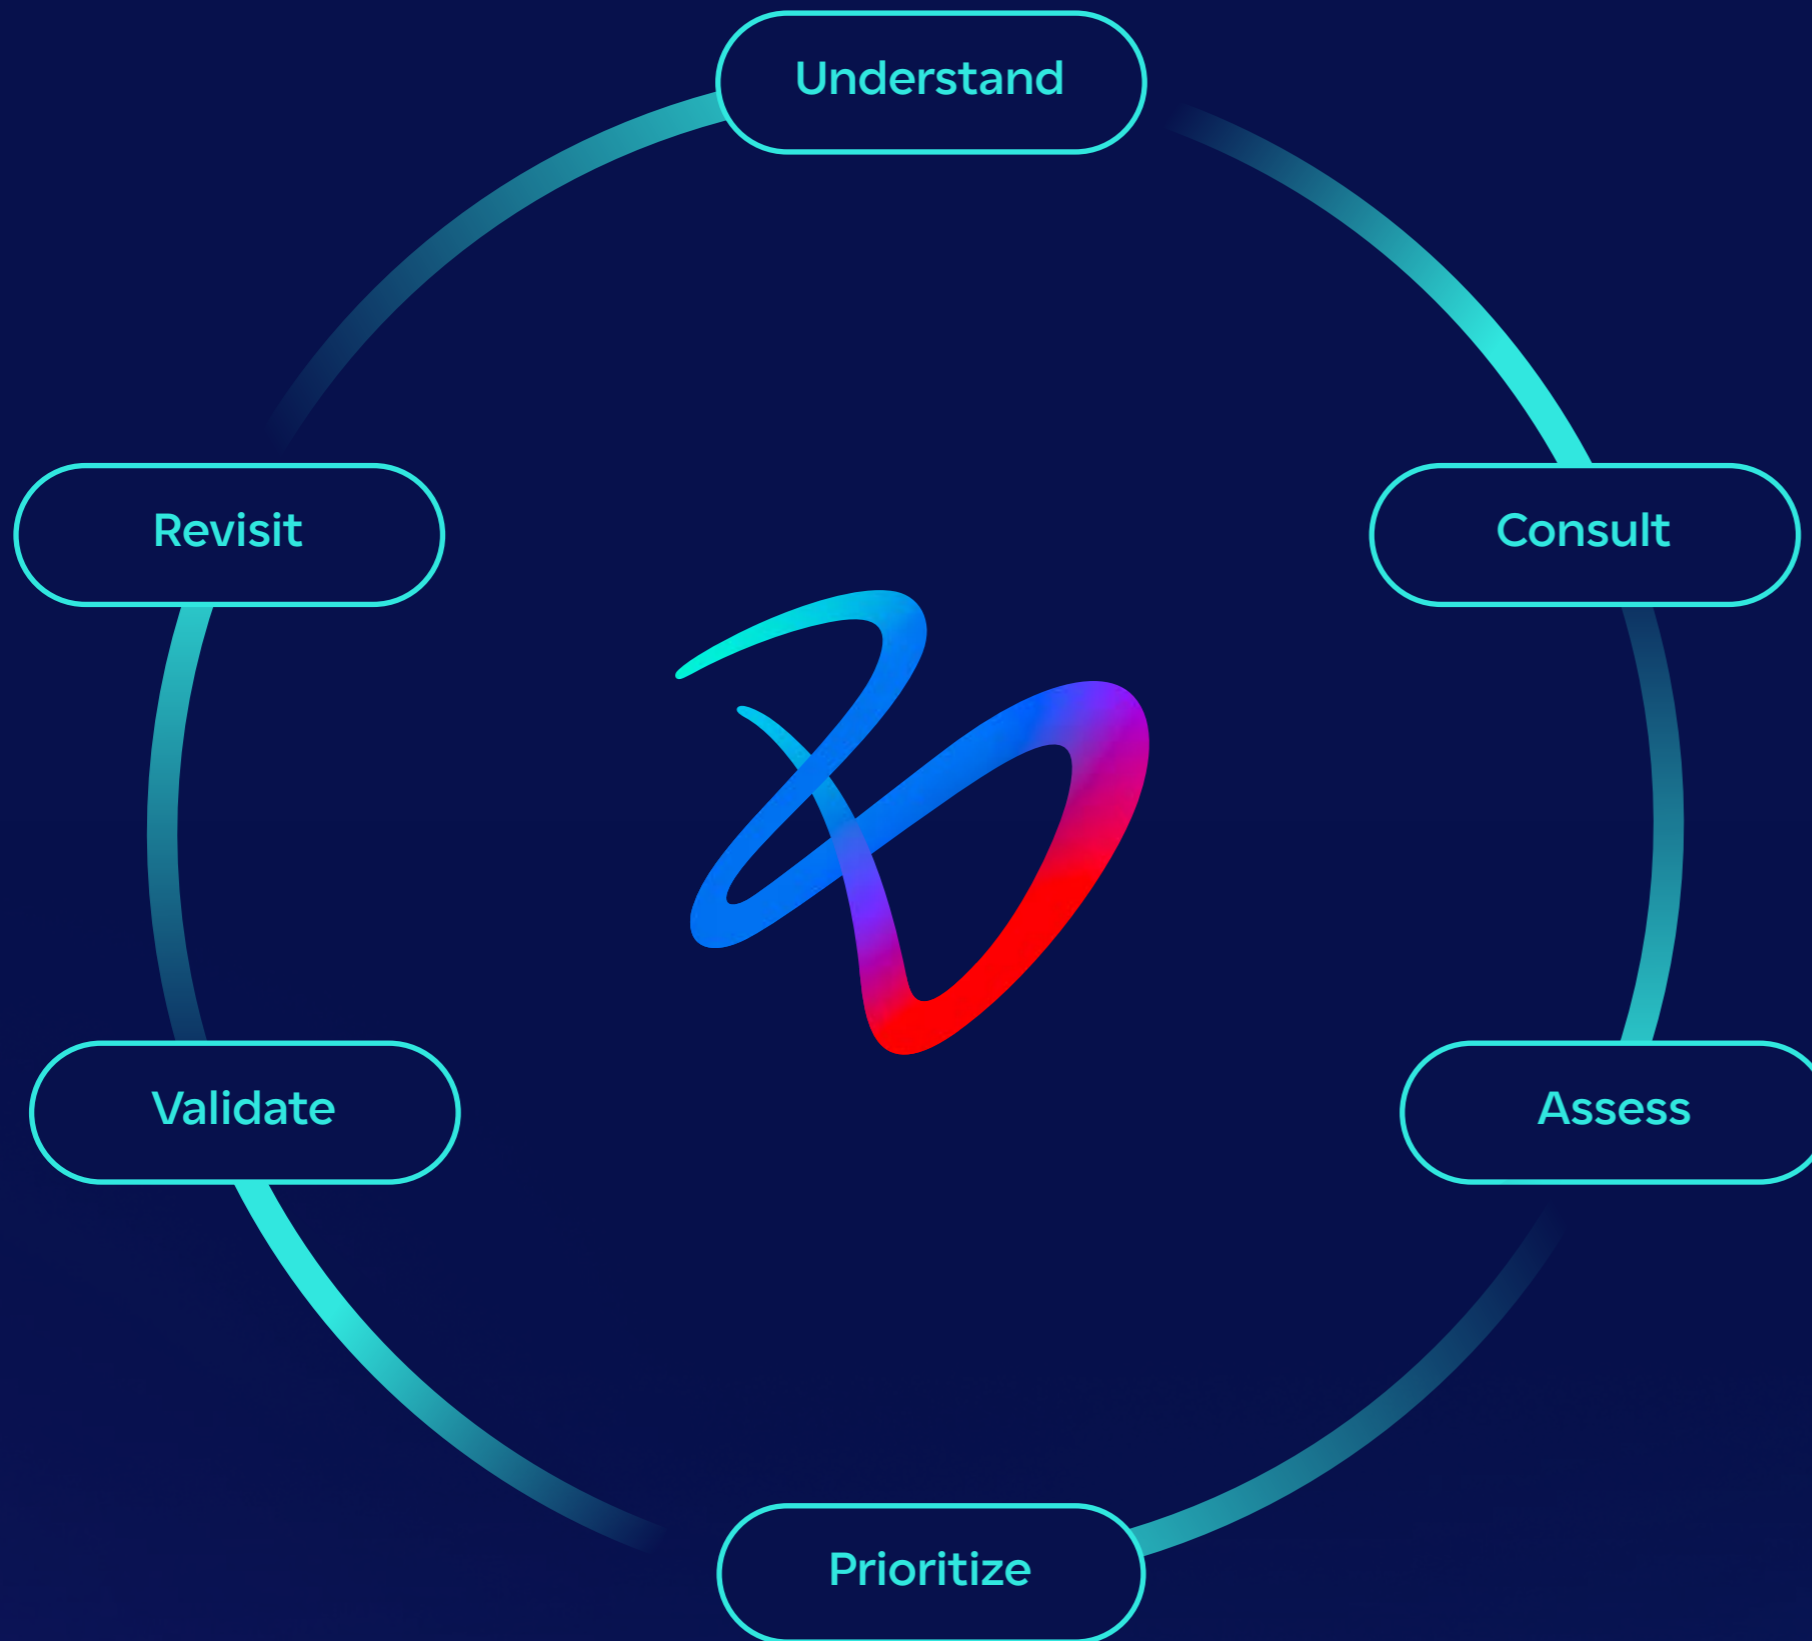 Understand
Consult
Assess
Prioritize
Validate
Revisit